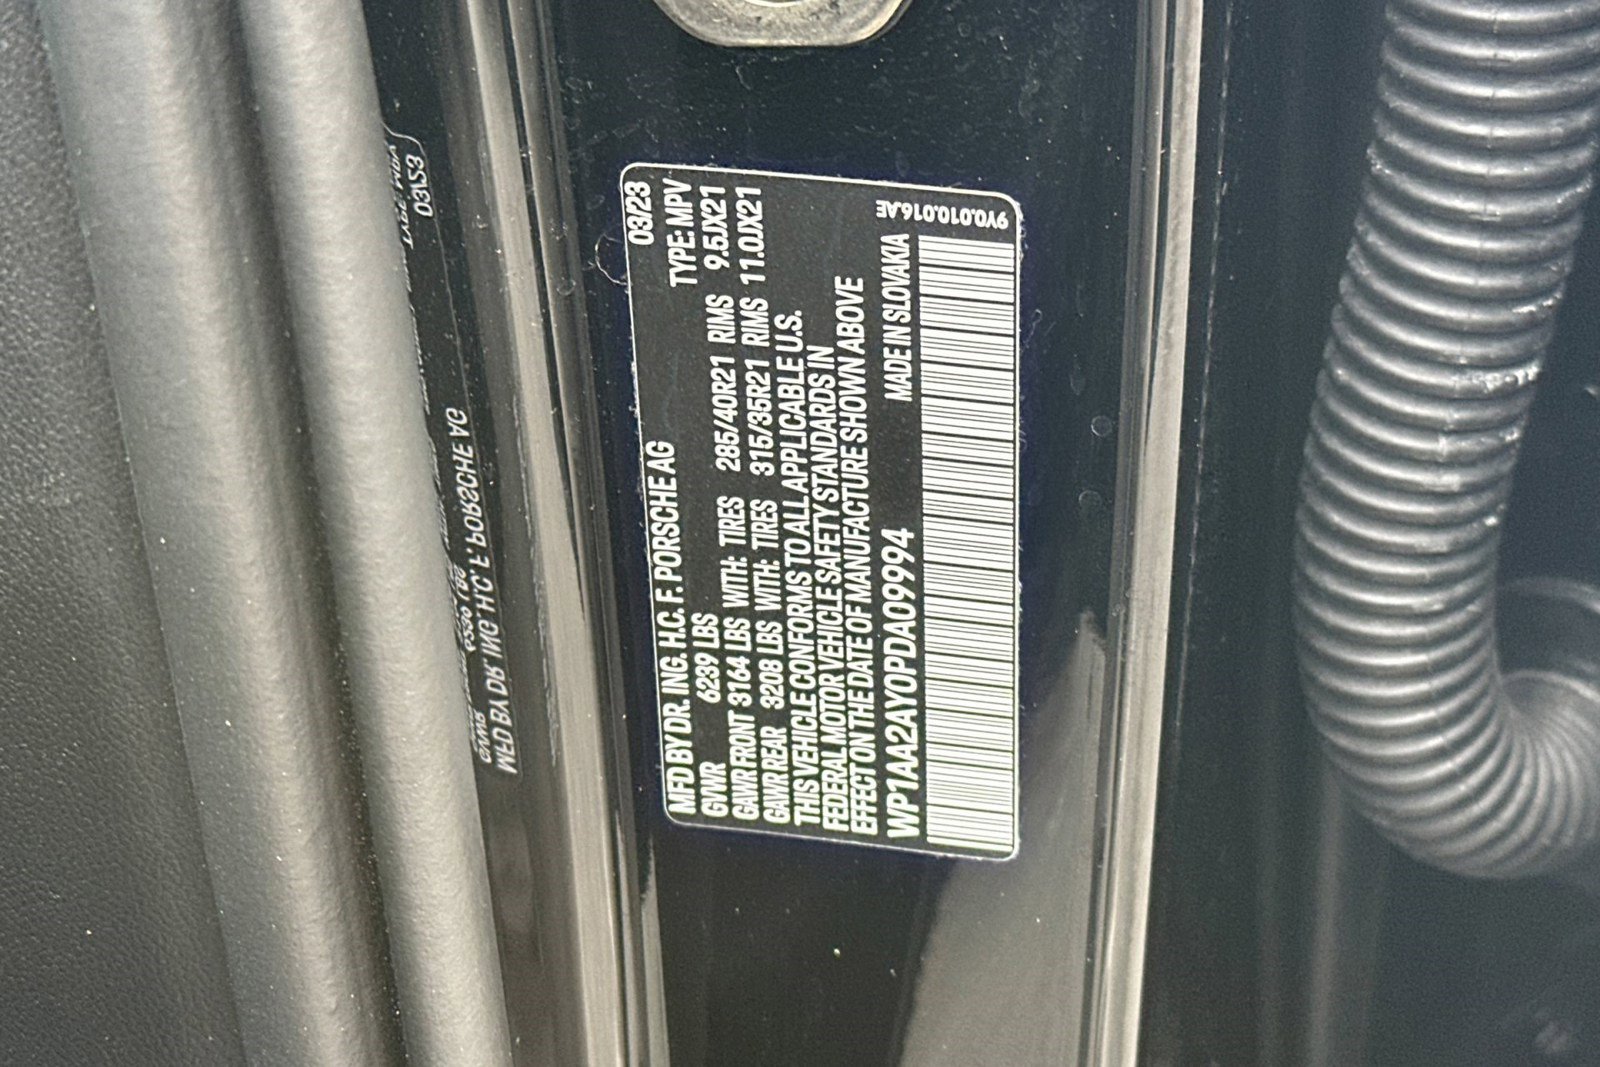 MFD BY DR. ING. H.C. F. PORSCHE AG 03/23
GVWR 6239 LBS TYPE: MPV
GAWR FRONT 3164 LBS WITH: TIRES 285/40R21 RIMS 9.5JX21
GAWR REAR 3208 LBS WITH: TIRES 315/35R21 RIMS 11.0JX21
THIS VEHICLE CONFORMS TO ALL APPLICABLE U.S.
FEDERAL MOTOR VEHICLE SAFETY STANDARDS IN
EFFECT ON THE DATE OF MANUFACTURE SHOWN ABOVE
WP1AA2AY0PDA09994 MADE IN SLOVAKIA
9Y0.010.016.AE